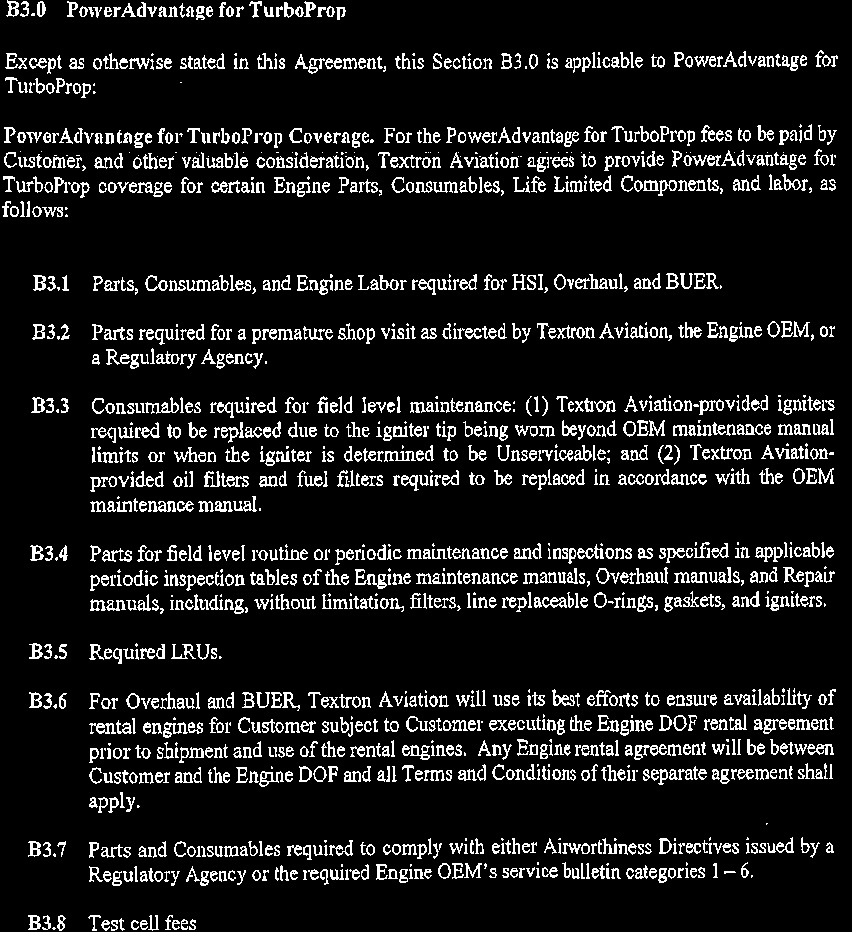 B3.0 PowerAdvantage for TurboProp
Except as otherwise stated in this Agreement, this Section B3.0 is applicable to PowerAdvantage for
TurboProp:
PowerAdvantage for TurboProp Coverage. For the PowerAdvantage for TurboProp fees to be paid by
Customer, and other valuable consideration, Textron Aviation agrees to provide PowerAdvantage for
TurboProp coverage for certain Engine Parts, Consumables, Life Limited Components, and labor, as
follows:
B3.1 Parts, Consumables, and Engine Labor required for HSI, Overhaul, and BUER.
B3.2 Parts required for a premature shop visit as directed by Textron Aviation, the Engine OEM, or
a Regulatory Agency.
B3.3 Consumables required for field level maintenance: (1) Textron Aviation-provided igniters
required to be replaced due to the igniter tip being worn beyond OEM maintenance manual
limits or when the igniter is determined to be Unserviceable; and (2) Textron Aviation-
provided oil filters and fuel filters required to be replaced in accordance with the OEM
maintenance manual.
B3.4 Parts for field level routine or periodic maintenance and inspections as specified in applicable
periodic inspection tables of the Engine maintenance manuals, Overhaul manuals, and Repair
manuals, including, without limitation, filters, line replaceable O-rings, gaskets, and igniters.
B3.5 Required LRUs.
B3.6 For Overhaul and BUER, Textron Aviation will use its best efforts to ensure availability of
rental engines for Customer subject to Customer executing the Engine DOF rental agreement
prior to shipment and use of the rental engines. Any Engine rental agreement will be between
Customer and the Engine DOF and all Terms and Conditions of their separate agreement shall
apply.
B3.7 Parts and Consumables required to comply with either Airworthiness Directives issued by a
Regulatory Agency or the required Engine OEM's service bulletin categories 1 – 6.
B3.8 Test cell fees